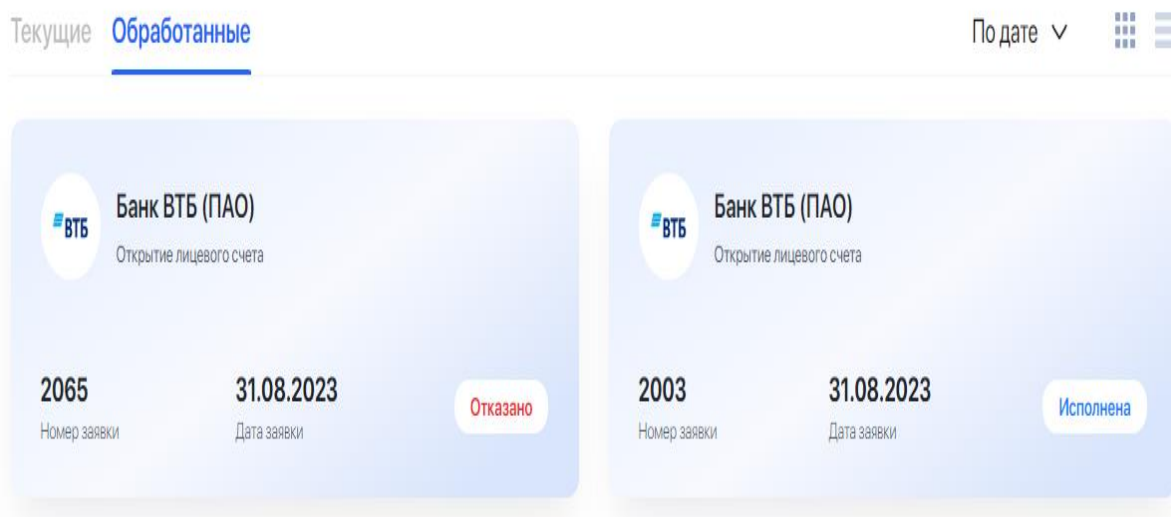 Текущие Обработанные По дате
ВТБ Банк ВТБ (ПАО)
Открытие лицевого счета
2065 31.08.2023 Отказано
Номер заявки Дата заявки
ВТБ Банк ВТБ (ПАО)
Открытие лицевого счета
2003 31.08.2023 Исполнена
Номер заявки Дата заявки